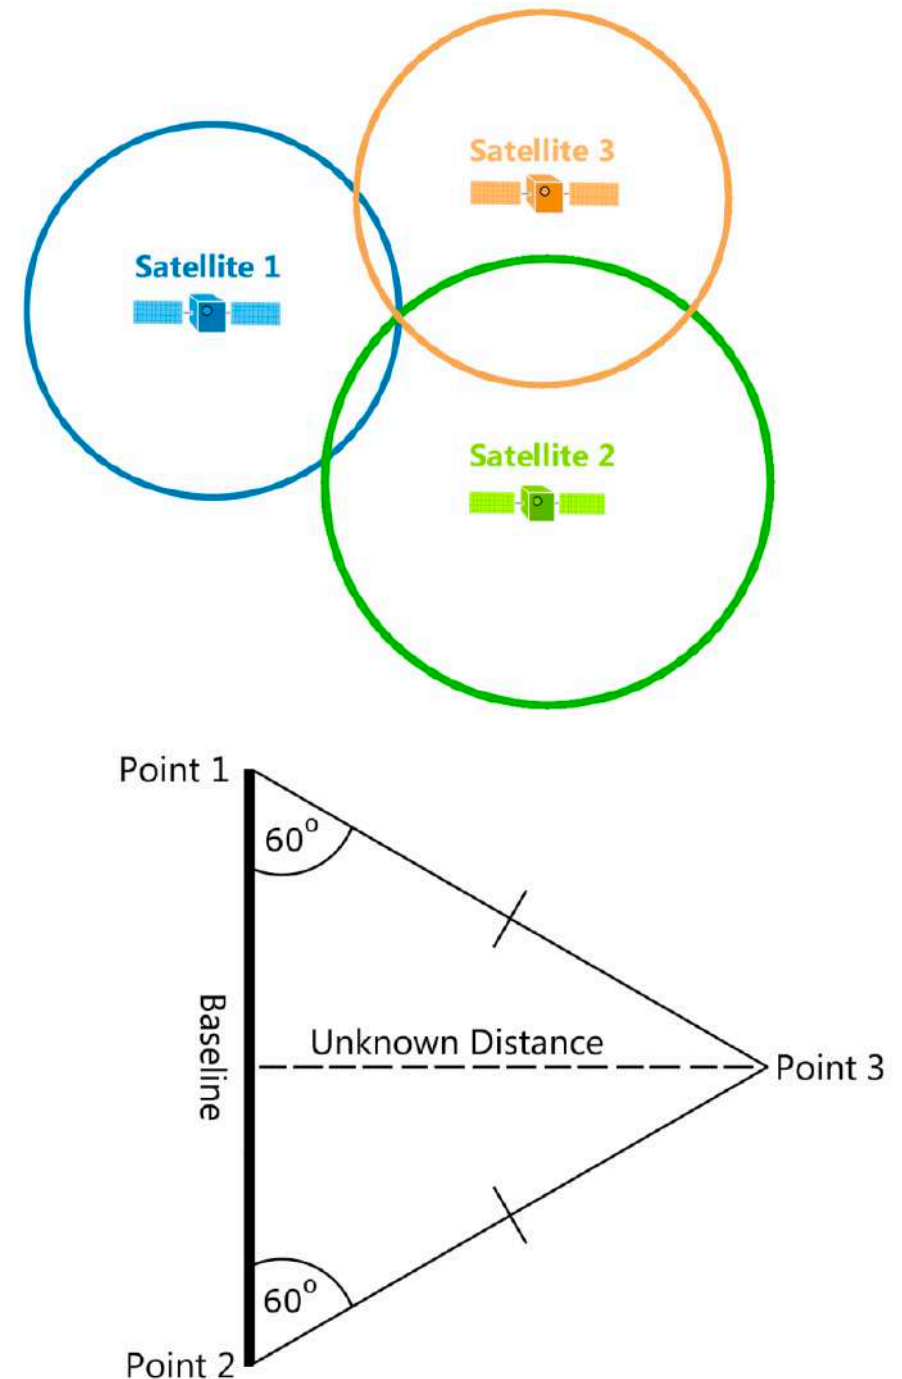 Satellite 3
Satellite 1
Satellite 2
Point 1
60°
Baseline
Unknown Distance
Point 3
60°
Point 2